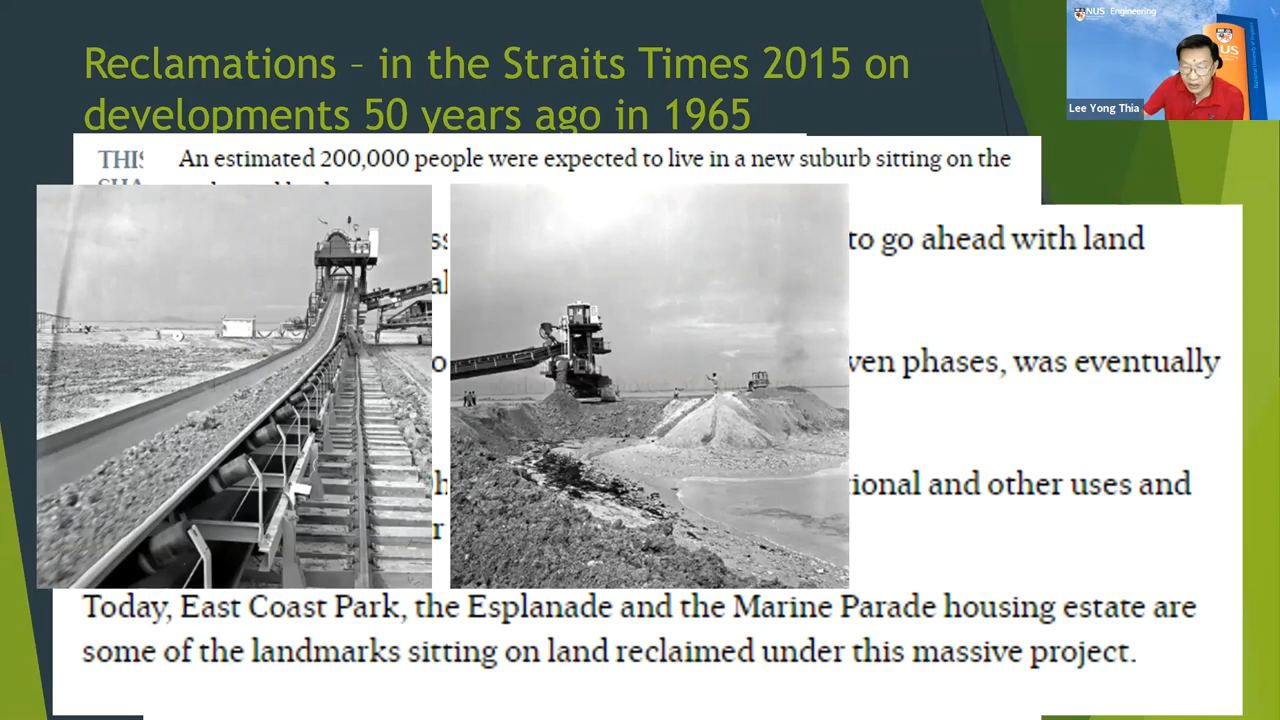 Reclamations – in the Straits Times 2015 on
developments 50 years ago in 1965
NUS Engineering
Lee Yong Thia
An estimated 200,000 people were expected to live in a new suburb sitting on the
to go ahead with land
phases, was eventually
and other uses and
Today, East Coast Park, the Esplanade and the Marine Parade housing estate are
some of the landmarks sitting on land reclaimed under this massive project.